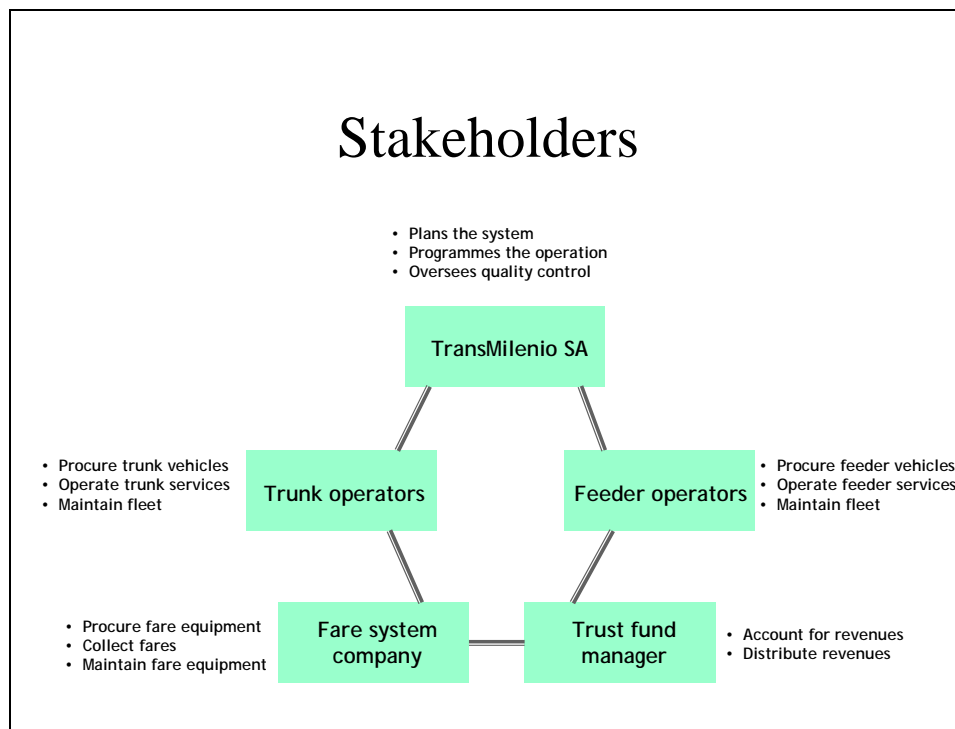 Stakeholders
• Plans the system
• Programmes the operation
• Oversees quality control
TransMilenio SA
• Procure trunk vehicles
• Operate trunk services
• Maintain fleet
Trunk operators
Feeder operators
• Procure feeder vehicles
• Operate feeder services
• Maintain fleet
• Procure fare equipment
• Collect fares
• Maintain fare equipment
Fare system
company
Trust fund
manager
• Account for revenues
• Distribute revenues